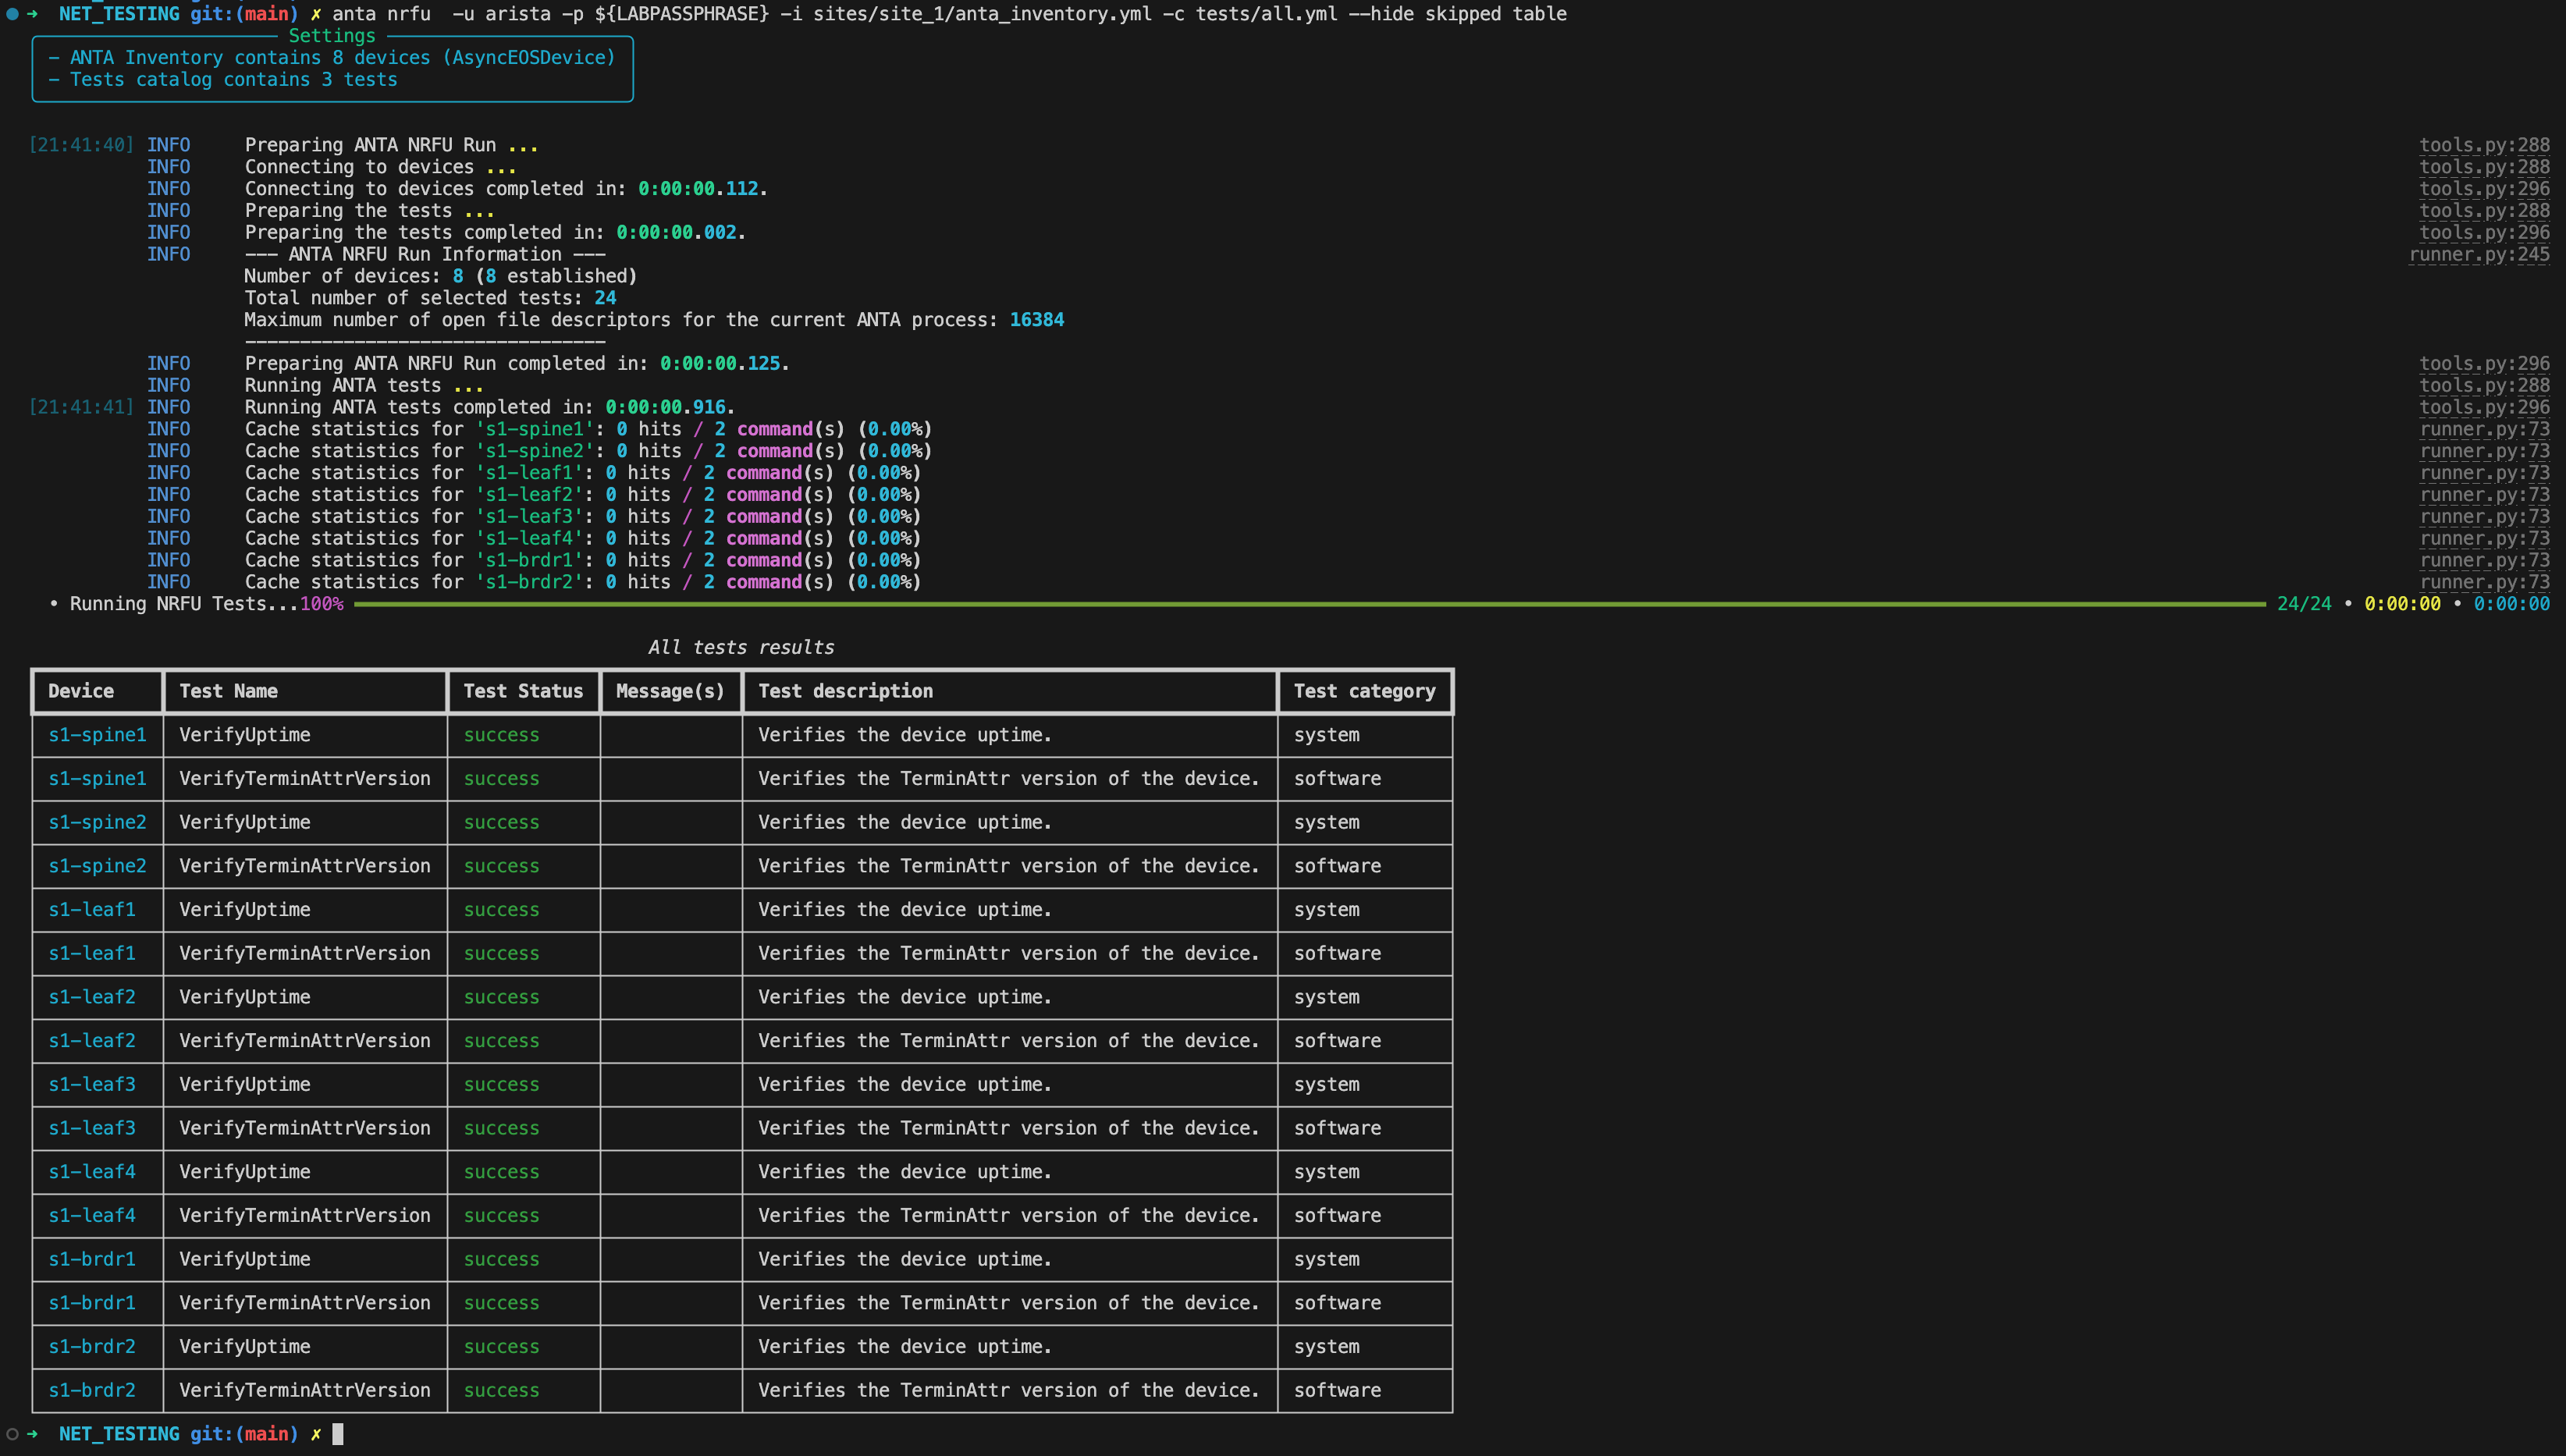 ➜ NET_TESTING git:(main) ✗ anta nrfu  -u arista -p ${LABPASSPHRASE} -i sites/site_1/anta_inventory.yml -c tests/all.yml --hide skipped table
Settings
- ANTA Inventory contains 8 devices (AsyncEOSDevice)
- Tests catalog contains 3 tests
[21:41:40] INFO Preparing ANTA NRFU Run ... tools.py:288
INFO Connecting to devices ... tools.py:288
INFO Connecting to devices completed in: 0:00:00.112. tools.py:296
INFO Preparing the tests ... tools.py:288
INFO Preparing the tests completed in: 0:00:00.002. tools.py:296
INFO --- ANTA NRFU Run Information --- runner.py:245
Number of devices: 8 (8 established)
Total number of selected tests: 24
Maximum number of open file descriptors for the current ANTA process: 16384
---------------------------------
INFO Preparing ANTA NRFU Run completed in: 0:00:00.125. tools.py:296
INFO Running ANTA tests ... tools.py:288
[21:41:41] INFO Running ANTA tests completed in: 0:00:00.916. tools.py:296
INFO Cache statistics for 's1-spine1': 0 hits / 2 command(s) (0.00%) runner.py:73
INFO Cache statistics for 's1-spine2': 0 hits / 2 command(s) (0.00%) runner.py:73
INFO Cache statistics for 's1-leaf1': 0 hits / 2 command(s) (0.00%) runner.py:73
INFO Cache statistics for 's1-leaf2': 0 hits / 2 command(s) (0.00%) runner.py:73
INFO Cache statistics for 's1-leaf3': 0 hits / 2 command(s) (0.00%) runner.py:73
INFO Cache statistics for 's1-leaf4': 0 hits / 2 command(s) (0.00%) runner.py:73
INFO Cache statistics for 's1-brdr1': 0 hits / 2 command(s) (0.00%) runner.py:73
INFO Cache statistics for 's1-brdr2': 0 hits / 2 command(s) (0.00%) runner.py:73
• Running NRFU Tests...100% 24/24 • 0:00:00 • 0:00:00
All tests results
Device Test Name Test Status Message(s) Test description Test category
s1-spine1 VerifyUptime success Verifies the device uptime. system
s1-spine1 VerifyTerminAttrVersion success Verifies the TerminAttr version of the device. software
s1-spine2 VerifyUptime success Verifies the device uptime. system
s1-spine2 VerifyTerminAttrVersion success Verifies the TerminAttr version of the device. software
s1-leaf1 VerifyUptime success Verifies the device uptime. system
s1-leaf1 VerifyTerminAttrVersion success Verifies the TerminAttr version of the device. software
s1-leaf2 VerifyUptime success Verifies the device uptime. system
s1-leaf2 VerifyTerminAttrVersion success Verifies the TerminAttr version of the device. software
s1-leaf3 VerifyUptime success Verifies the device uptime. system
s1-leaf3 VerifyTerminAttrVersion success Verifies the TerminAttr version of the device. software
s1-leaf4 VerifyUptime success Verifies the device uptime. system
s1-leaf4 VerifyTerminAttrVersion success Verifies the TerminAttr version of the device. software
s1-brdr1 VerifyUptime success Verifies the device uptime. system
s1-brdr1 VerifyTerminAttrVersion success Verifies the TerminAttr version of the device. software
s1-brdr2 VerifyUptime success Verifies the device uptime. system
s1-brdr2 VerifyTerminAttrVersion success Verifies the TerminAttr version of the device. software
➜ NET_TESTING git:(main) ✗